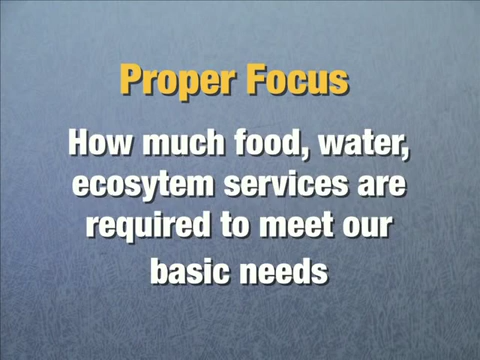 Proper Focus
How much food, water,
ecosytem services are
required to meet our
basic needs